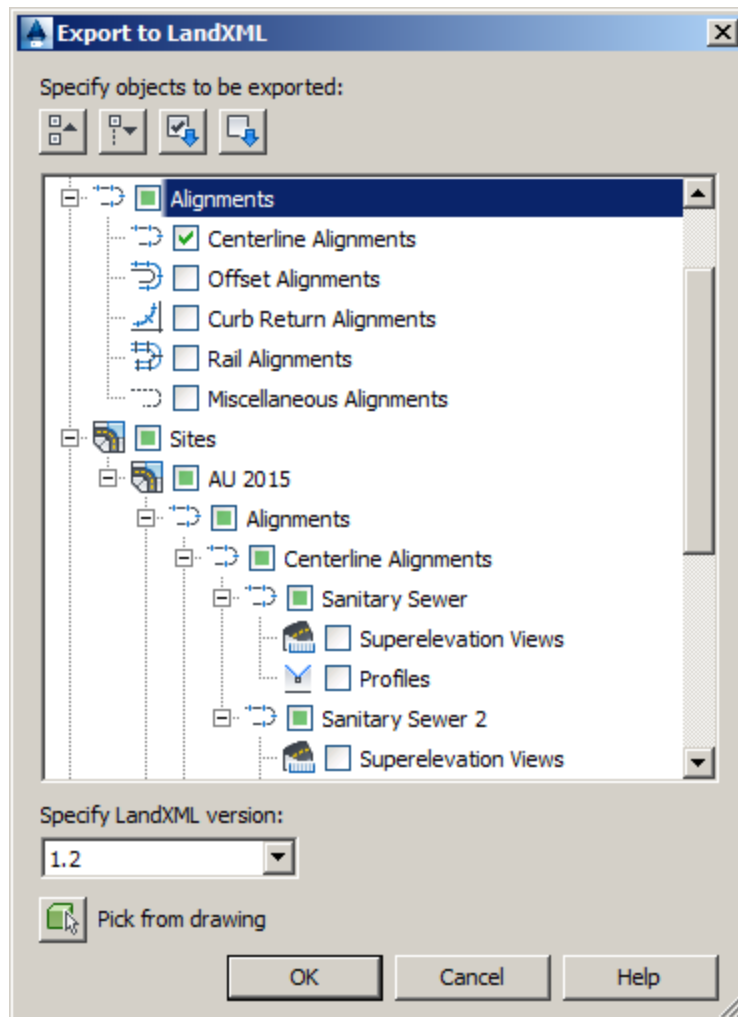 Export to LandXML
Specify objects to be exported:
Alignments
Centerline Alignments
Offset Alignments
Curb Return Alignments
Rail Alignments
Miscellaneous Alignments
Sites
AU 2015
Alignments
Centerline Alignments
Sanitary Sewer
Superelevation Views
Profiles
Sanitary Sewer 2
Superelevation Views
Specify LandXML version:
1.2
Pick from drawing
OK Cancel Help